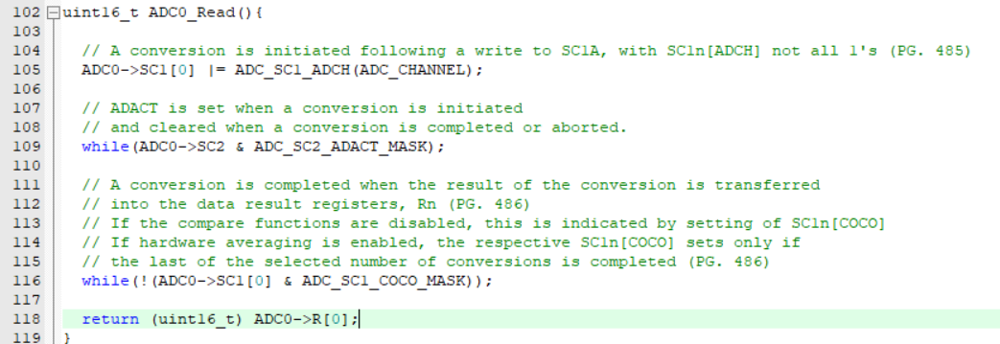 102 uint16_t ADC0_Read(){
103
104 // A conversion is initiated following a write to SC1A, with SC1n[ADCH] not all 1's (PG. 485)
105 ADC0->SC1[0] |= ADC_SC1_ADCH(ADC_CHANNEL);
106
107 // ADACT is set when a conversion is initiated
108 // and cleared when a conversion is completed or aborted.
109 while(ADC0->SC2 & ADC_SC2_ADACT_MASK);
110
111 // A conversion is completed when the result of the conversion is transferred
112 // into the data result registers, Rn (PG. 486)
113 // If the compare functions are disabled, this is indicated by setting of SC1n[COCO]
114 // If hardware averaging is enabled, the respective SC1n[COCO] sets only if
115 // the last of the selected number of conversions is completed (PG. 486)
116 while(!(ADC0->SC1[0] & ADC_SC1_COCO_MASK));
117
118 return (uint16_t) ADC0->R[0];
119 }